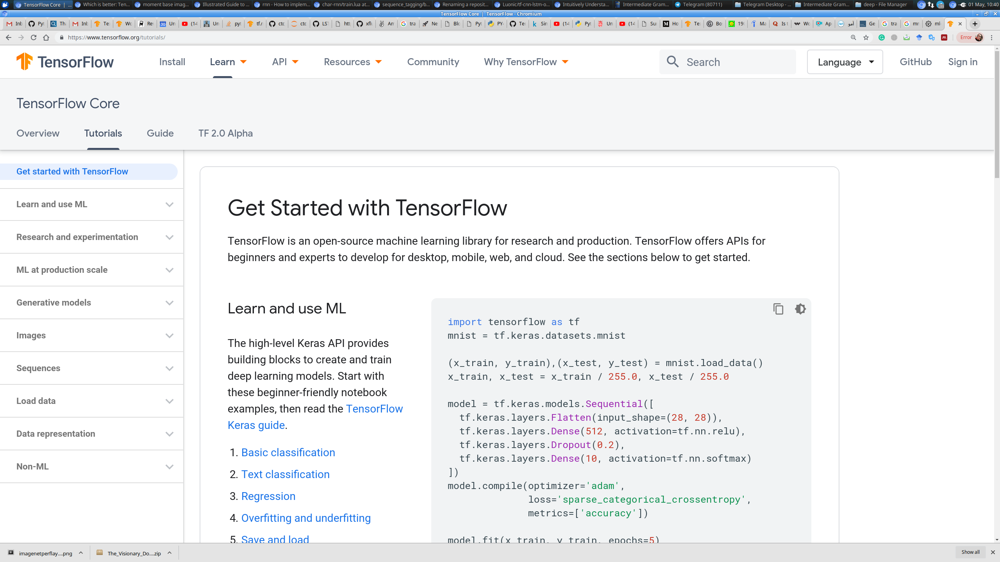 TensorFlow Core | ...
Which is better: Ten...
moment base imag...
Illustrated Guide to ...
rnn - How to implem...
char-rnn/train.lua at...
sequence_tagging/b...
Renaming a reposit...
Luonic/tf-cnn-lstm-o...
Intuitively Understa...
Intermediate Gram...
Telegram (80711)
Telegram Desktop - ...
Intermediate Gram...
deep - File Manager
01 May, 10:40
TensorFlow Core | TensorFlow - Chromium
https://www.tensorflow.org/tutorials/
Error
TensorFlow
Install
Learn
API
Resources
Community
Why TensorFlow
Search
Language
GitHub
Sign in
TensorFlow Core
Overview
Tutorials
Guide
TF 2.0 Alpha
Get started with TensorFlow
Learn and use ML
Research and experimentation
ML at production scale
Generative models
Images
Sequences
Load data
Data representation
Non-ML
Get Started with TensorFlow
TensorFlow is an open-source machine learning library for research and production. TensorFlow offers APIs for
beginners and experts to develop for desktop, mobile, web, and cloud. See the sections below to get started.
Learn and use ML
The high-level Keras API provides
building blocks to create and train
deep learning models. Start with
these beginner-friendly notebook
examples, then read the TensorFlow
Keras guide.
1. Basic classification
2. Text classification
3. Regression
4. Overfitting and underfitting
5. Save and load
import tensorflow as tf
mnist = tf.keras.datasets.mnist
(x_train, y_train),(x_test, y_test) = mnist.load_data()
x_train, x_test = x_train / 255.0, x_test / 255.0
model = tf.keras.models.Sequential([
  tf.keras.layers.Flatten(input_shape=(28, 28)),
  tf.keras.layers.Dense(512, activation=tf.nn.relu),
  tf.keras.layers.Dropout(0.2),
  tf.keras.layers.Dense(10, activation=tf.nn.softmax)
])
model.compile(optimizer='adam',
              loss='sparse_categorical_crossentropy',
              metrics=['accuracy'])
model.fit(x_train, y_train, epochs=5)
imagenetperflay....png
The_Visionary_Do....zip
Show all